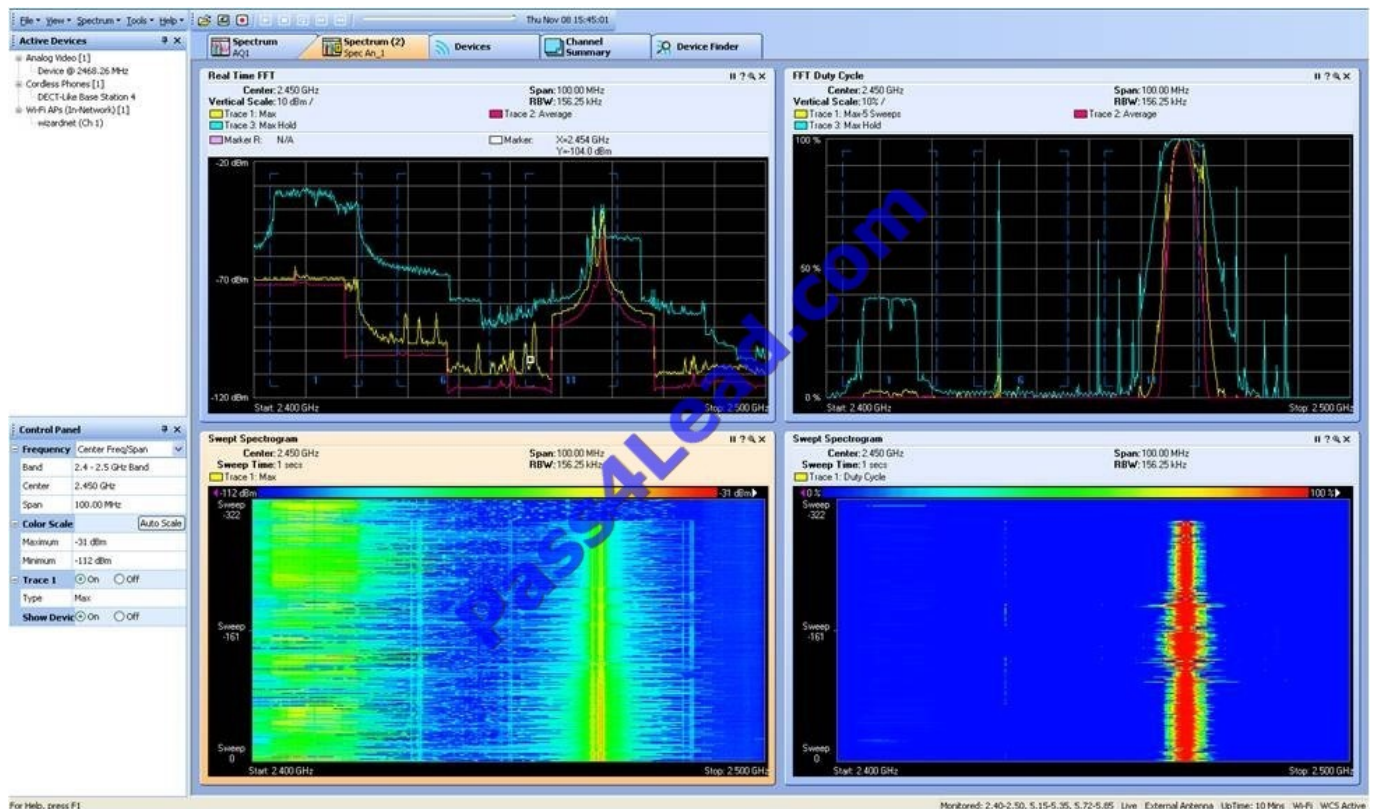 File View Spectrum Tools Help
Thu Nov 08 15:45:01
Active Devices
Analog Video [1]
Device @ 2468.26 MHz
Cordless Phones [1]
DECT-Like Base Station 4
Wi-Fi APs (In-Network) [1]
wizardnet (Ch 1)
Spectrum
AQ1
Spectrum (2)
Spec An_1
Devices
Channel Summary
Device Finder
Real Time FFT
Center: 2.450 GHz
Span: 100.00 MHz
Vertical Scale: 10 dBm /
RBW: 156.25 kHz
Trace 1: Max
Trace 2: Average
Trace 3: Max Hold
Marker R: N/A
Marker: X=2.454 GHz
Y=-104.0 dBm
-20 dBm
-70 dBm
-120 dBm
1
6
11
Start: 2.400 GHz
Stop: 2.500 GHz
FFT Duty Cycle
Center: 2.450 GHz
Span: 100.00 MHz
Vertical Scale: 10% /
RBW: 156.25 kHz
Trace 1: Max-5 Sweeps
Trace 2: Average
Trace 3: Max Hold
100 %
50 %
0 %
1
6
11
Start: 2.400 GHz
Stop: 2.500 GHz
Control Panel
Frequency Center Freq/Span
Band 2.4 - 2.5 GHz Band
Center 2.450 GHz
Span 100.00 MHz
Color Scale Auto Scale
Maximum -31 dBm
Minimum -112 dBm
Trace 1 On Off
Type Max
Show Devic On Off
Swept Spectrogram
Center: 2.450 GHz
Span: 100.00 MHz
Sweep Time: 1 secs
RBW: 156.25 kHz
Trace 1: Max
-112 dBm
-31 dBm
Sweep
-322
Sweep
-161
Sweep
0
Start: 2.400 GHz
Stop: 2.500 GHz
Swept Spectrogram
Center: 2.450 GHz
Span: 100.00 MHz
Sweep Time: 1 secs
RBW: 156.25 kHz
Trace 1: Duty Cycle
0 %
100 %
Sweep
-322
Sweep
-161
Sweep
0
Start: 2.400 GHz
Stop: 2.500 GHz
pass4Lead.com
For Help, press F1
Monitored: 2.40-2.50, 5.15-5.35, 5.72-5.85 Live External Antenna UpTime: 10 Mins Wi-Fi WCS Active